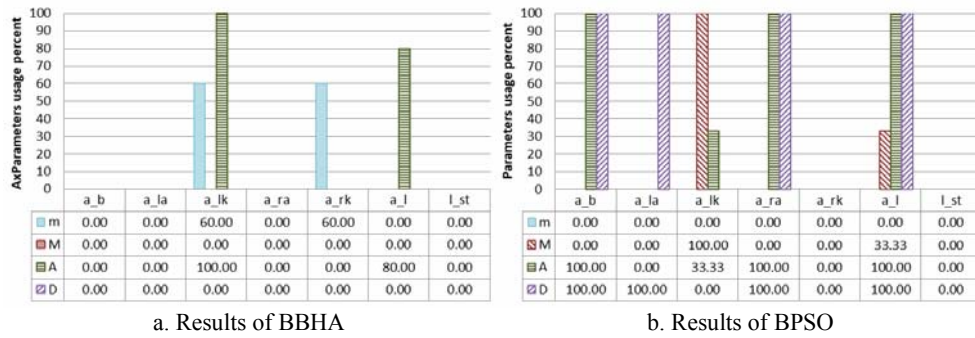 AxParameters usage percent
100
90
80
70
60
50
40
30
20
10
0
a_b a_la a_lk a_ra a_rk a_l l_st
m 0.00 0.00 60.00 0.00 60.00 0.00 0.00
M 0.00 0.00 0.00 0.00 0.00 0.00 0.00
A 0.00 0.00 100.00 0.00 0.00 80.00 0.00
D 0.00 0.00 0.00 0.00 0.00 0.00 0.00
a. Results of BBHA
Parameters usage percent
100
90
80
70
60
50
40
30
20
10
0
a_b a_la a_lk a_ra a_rk a_l l_st
m 0.00 0.00 0.00 0.00 0.00 0.00 0.00
M 0.00 0.00 100.00 0.00 0.00 33.33 0.00
A 100.00 0.00 33.33 100.00 0.00 100.00 0.00
D 100.00 100.00 0.00 100.00 0.00 100.00 0.00
b. Results of BPSO